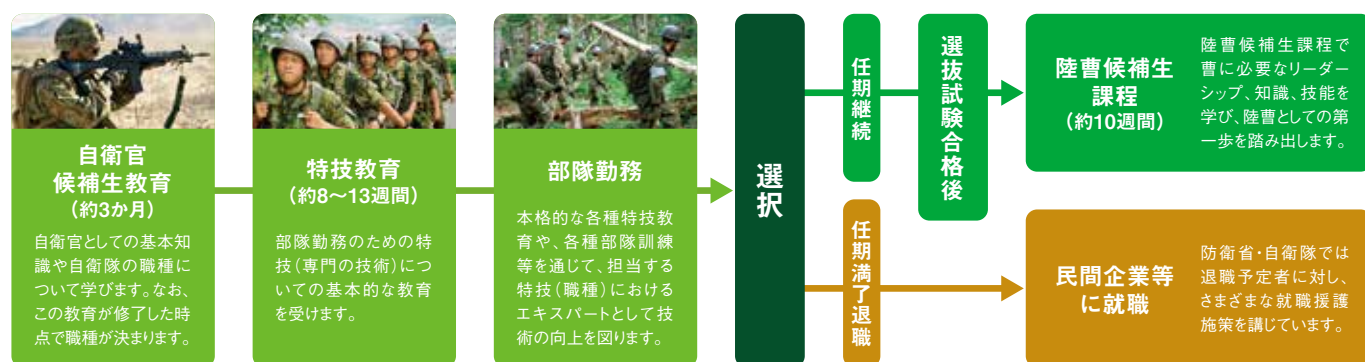 自衛官
候補生教育
(約3か月)
自衛官としての基本知
識や自衛隊の職種に
ついて学びます。なお、
この教育が修了した時
点で職種が決まります。
特技教育
(約8〜13週間)
部隊勤務のための特
技(専門の技術)につ
いての基本的な教育
を受けます。
部隊勤務
本格的な各種特技教
育や、各種部隊訓練
等を通じて、担当する
特技(職種)における
エキスパートとして技
術の向上を図ります。
選択
任期継続
選抜試験合格後
陸曹候補生
課程
(約10週間)
陸曹候補生課程で
曹に必要なリーダー
シップ、知識、技能を
学び、陸曹としての第
一歩を踏み出します。
任期満了退職
民間企業等
に就職
防衛省・自衛隊では
退職予定者に対し、
さまざまな就職援護
施策を講じています。